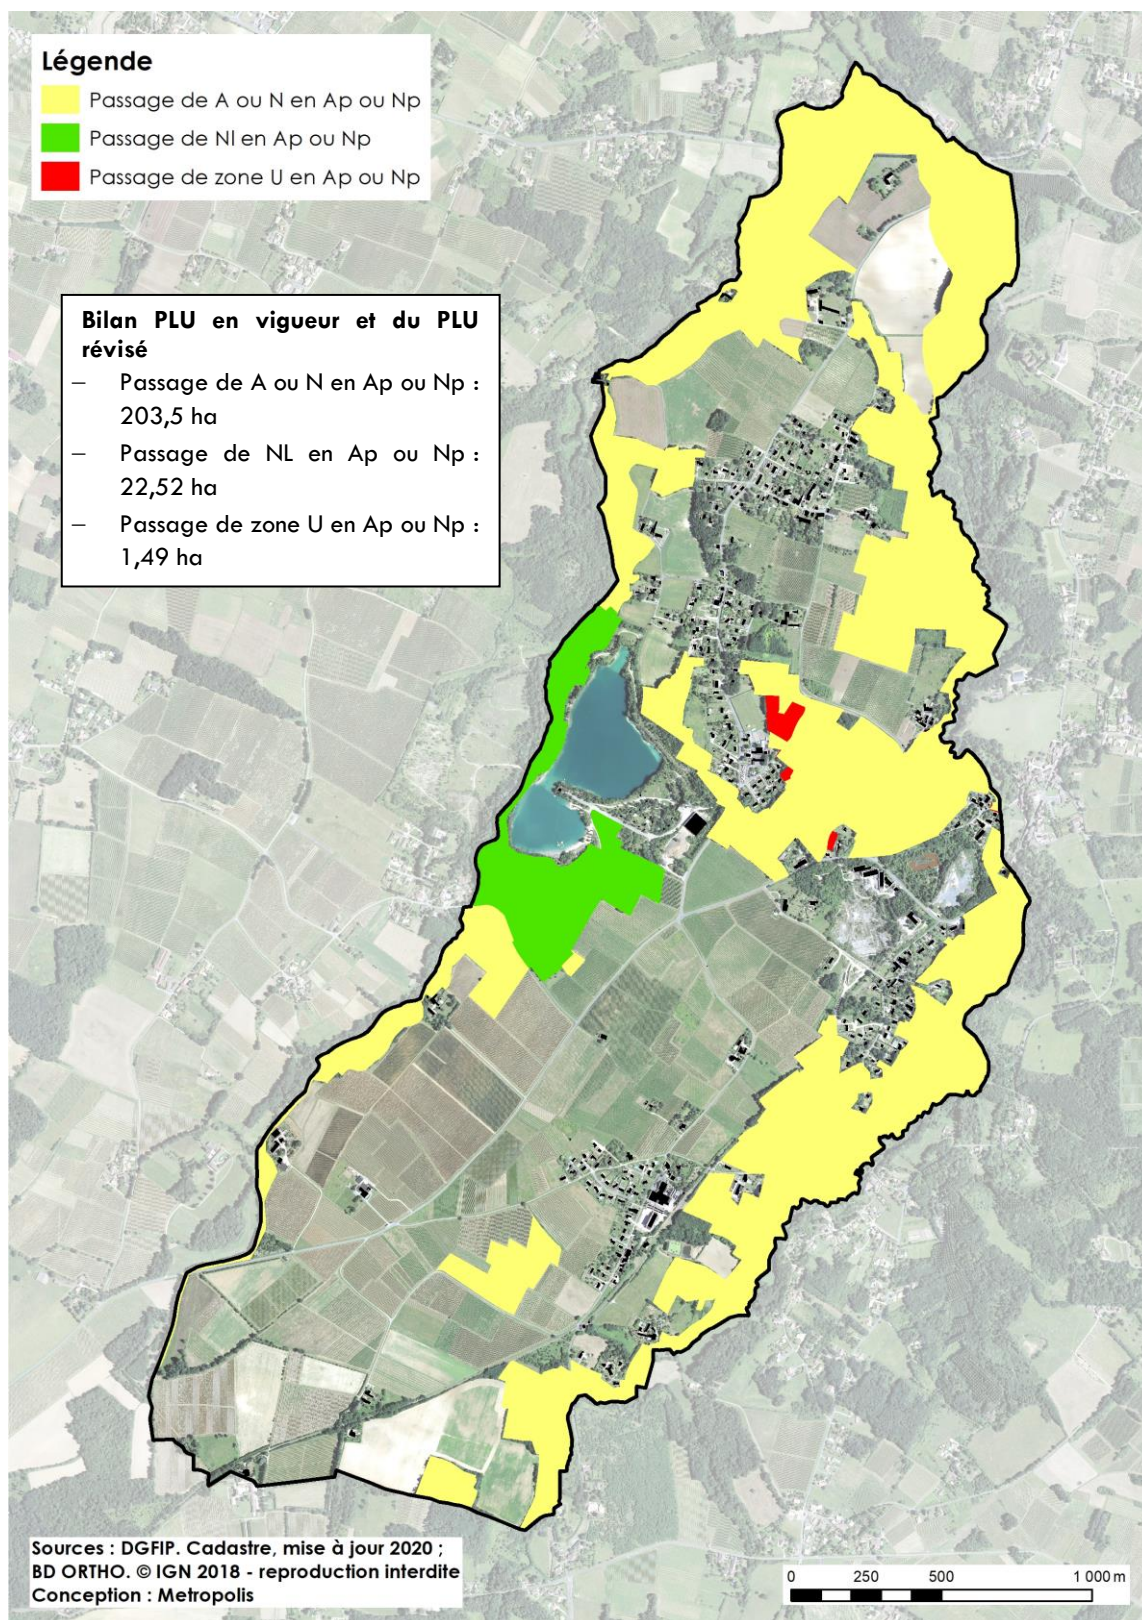 Légende
Passage de A ou N en Ap ou Np
Passage de Nl en Ap ou Np
Passage de zone U en Ap ou Np
Bilan PLU en vigueur et du PLU
révisé
– Passage de A ou N en Ap ou Np :
203,5 ha
– Passage de NL en Ap ou Np :
22,52 ha
– Passage de zone U en Ap ou Np :
1,49 ha
Sources : DGFIP. Cadastre, mise à jour 2020 ;
BD ORTHO. © IGN 2018 - reproduction interdite
Conception : Metropolis
0 250 500 1 000 m